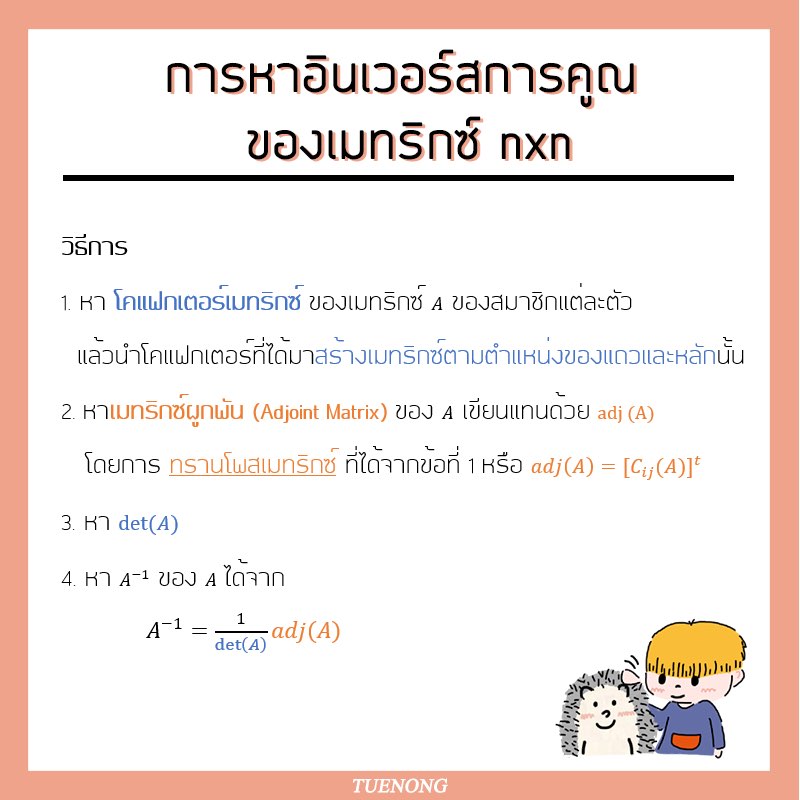 การหาอินเวอร์สการคูณ
ของเมทริกซ์ nxn
วิธีการ
1. หา โคแฟกเตอร์เมทริกซ์ ของเมทริกซ์ A ของสมาชิกแต่ละตัว
แล้วนำโคแฟกเตอร์ที่ได้มาสร้างเมทริกซ์ตามตำแหน่งของแถวและหลักนั้น
2. หาเมทริกซ์ผูกพัน (Adjoint Matrix) ของ A เขียนแทนด้วย adj (A)
โดยการ ทรานโพสเมทริกซ์ ที่ได้จากข้อที่ 1 หรือ adj(A) = [C_{ij}(A)]^t
3. หา det(A)
4. หา A⁻¹ ของ A ได้จาก
A⁻¹ = 1/det(A) adj(A)
TUENONG